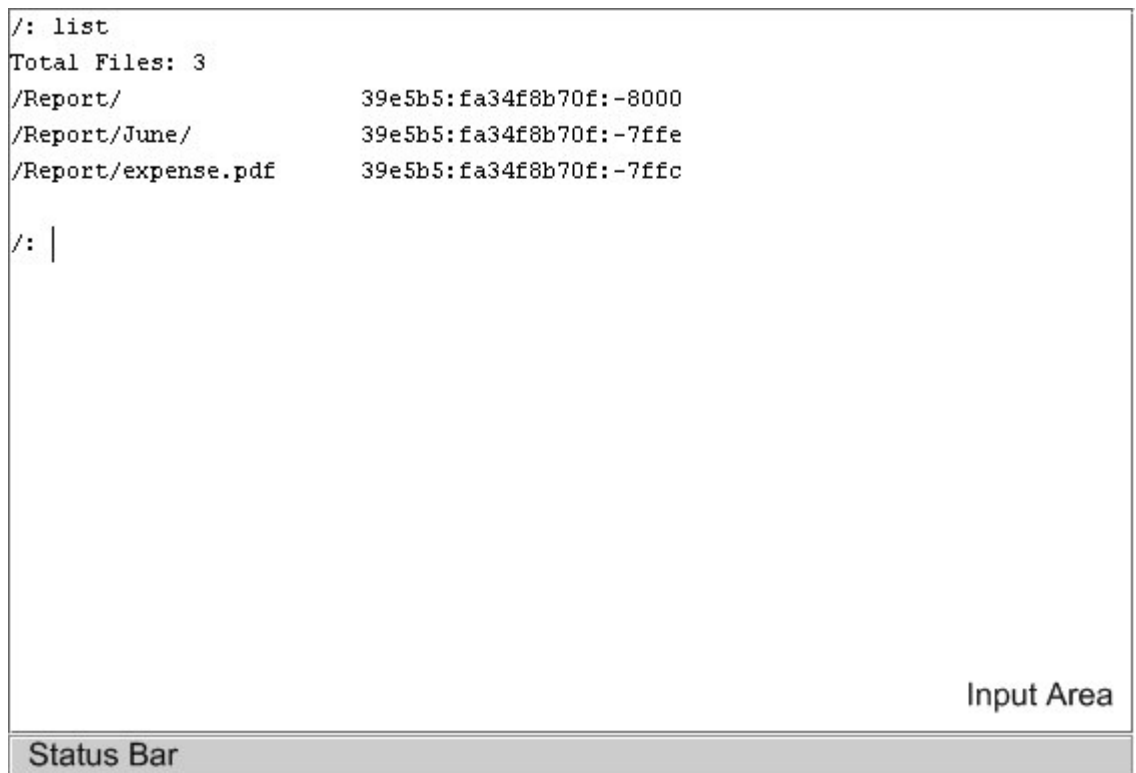 /: list
Total Files: 3
/Report/ 39e5b5:fa34f8b70f:-8000
/Report/June/ 39e5b5:fa34f8b70f:-7ffe
/Report/expense.pdf 39e5b5:fa34f8b70f:-7ffc
/:
Input Area
Status Bar